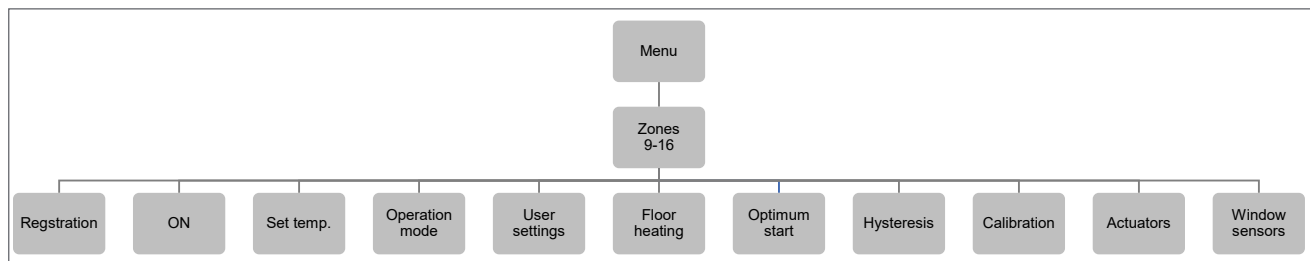 Menu
Zones
9-16
Regstration
ON
Set temp.
Operation
mode
User
settings
Floor
heating
Optimum
start
Hysteresis
Calibration
Actuators
Window
sensors